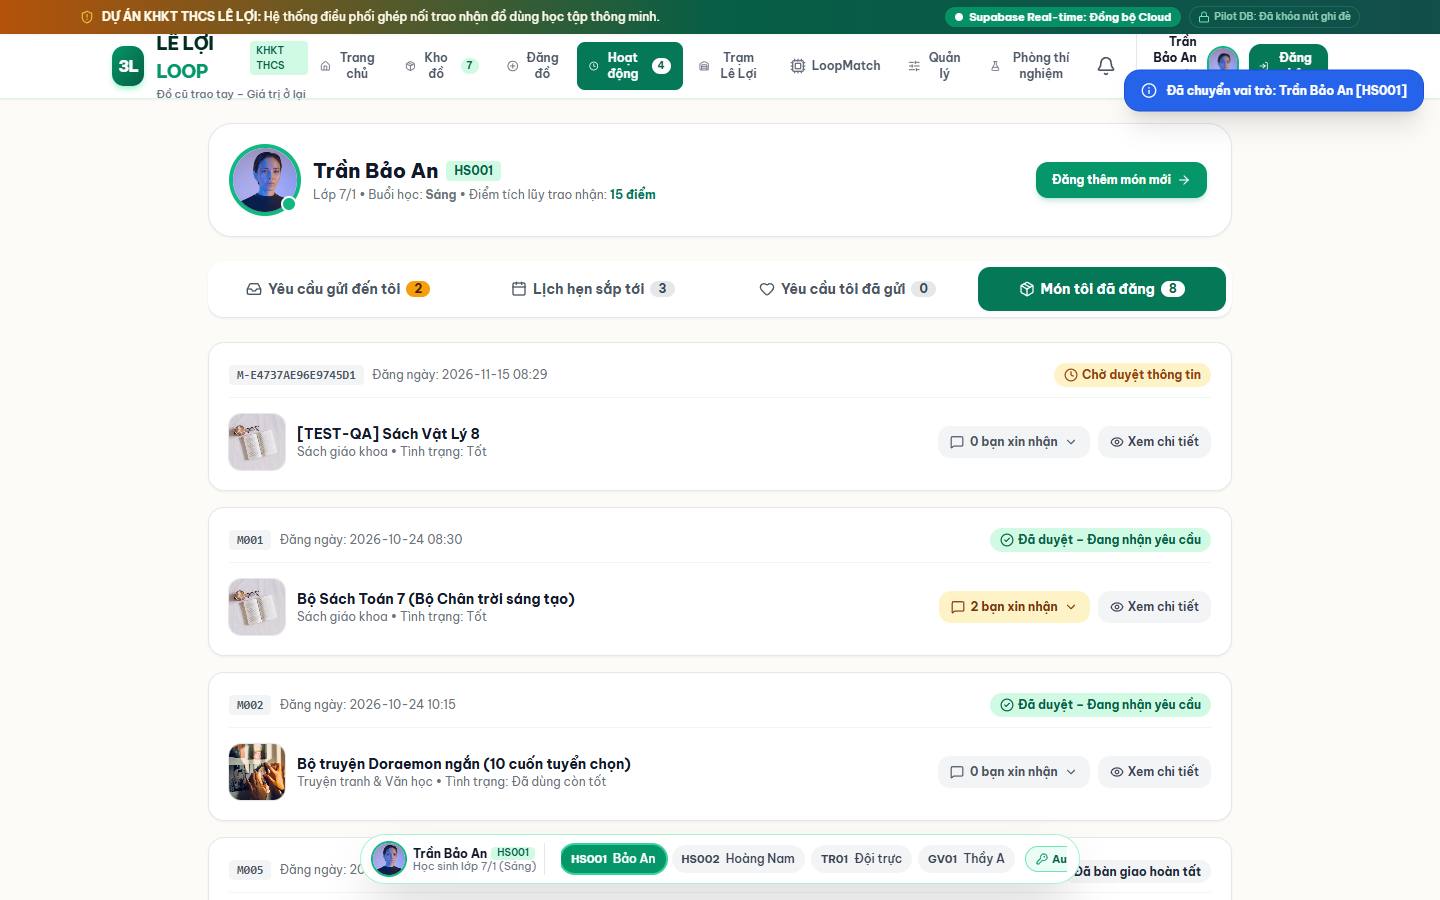 DỰ ÁN KHKT THCS LÊ LỢI: Hệ thống điều phối ghép nối trao nhận đồ dùng học tập thông minh.
Supabase Real-time: Đồng bộ Cloud
Pilot DB: Đã khóa nút ghi đè
3L
LÊ LỢI
LOOP
KHKT
THCS
Đồ cũ trao tay – Giá trị ở lại
Trang
chủ
Kho
đồ
7
Đăng
đồ
Hoạt
động
4
Trạm
Lê Lợi
LoopMatch
Quản
lý
Phòng thí
nghiệm
Trần
Bảo An
Đăng
Đã chuyển vai trò: Trần Bảo An [HS001]
Trần Bảo An
HS001
Lớp 7/1 • Buổi học: Sáng • Điểm tích lũy trao nhận: 15 điểm
Đăng thêm món mới
Yêu cầu gửi đến tôi 2
Lịch hẹn sắp tới 3
Yêu cầu tôi đã gửi 0
Món tôi đã đăng 8
M-E4737AE96E9745D1 Đăng ngày: 2026-11-15 08:29
Chờ duyệt thông tin
[TEST-QA] Sách Vật Lý 8
Sách giáo khoa • Tình trạng: Tốt
0 bạn xin nhận
Xem chi tiết
M001 Đăng ngày: 2026-10-24 08:30
Đã duyệt – Đang nhận yêu cầu
Bộ Sách Toán 7 (Bộ Chân trời sáng tạo)
Sách giáo khoa • Tình trạng: Tốt
2 bạn xin nhận
Xem chi tiết
M002 Đăng ngày: 2026-10-24 10:15
Đã duyệt – Đang nhận yêu cầu
Bộ truyện Doraemon ngắn (10 cuốn tuyển chọn)
Truyện tranh & Văn học • Tình trạng: Đã dùng còn tốt
0 bạn xin nhận
Xem chi tiết
M005 Đăng ngày: 20
Đã bàn giao hoàn tất
Trần Bảo An HS001
Học sinh lớp 7/1 (Sáng)
HS001 Bảo An
HS002 Hoàng Nam
TR01 Đội trực
GV01 Thầy A
Au